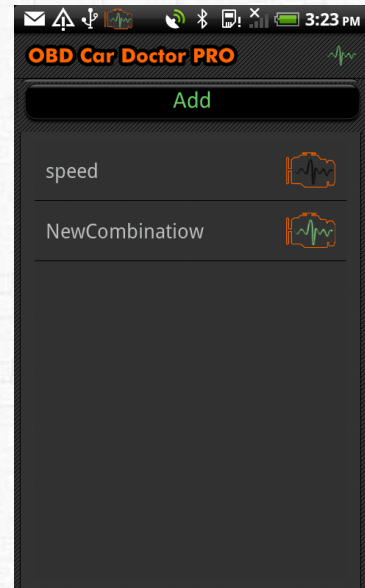 3:23 PM
OBD Car Doctor PRO
Add
speed
NewCombinatiow